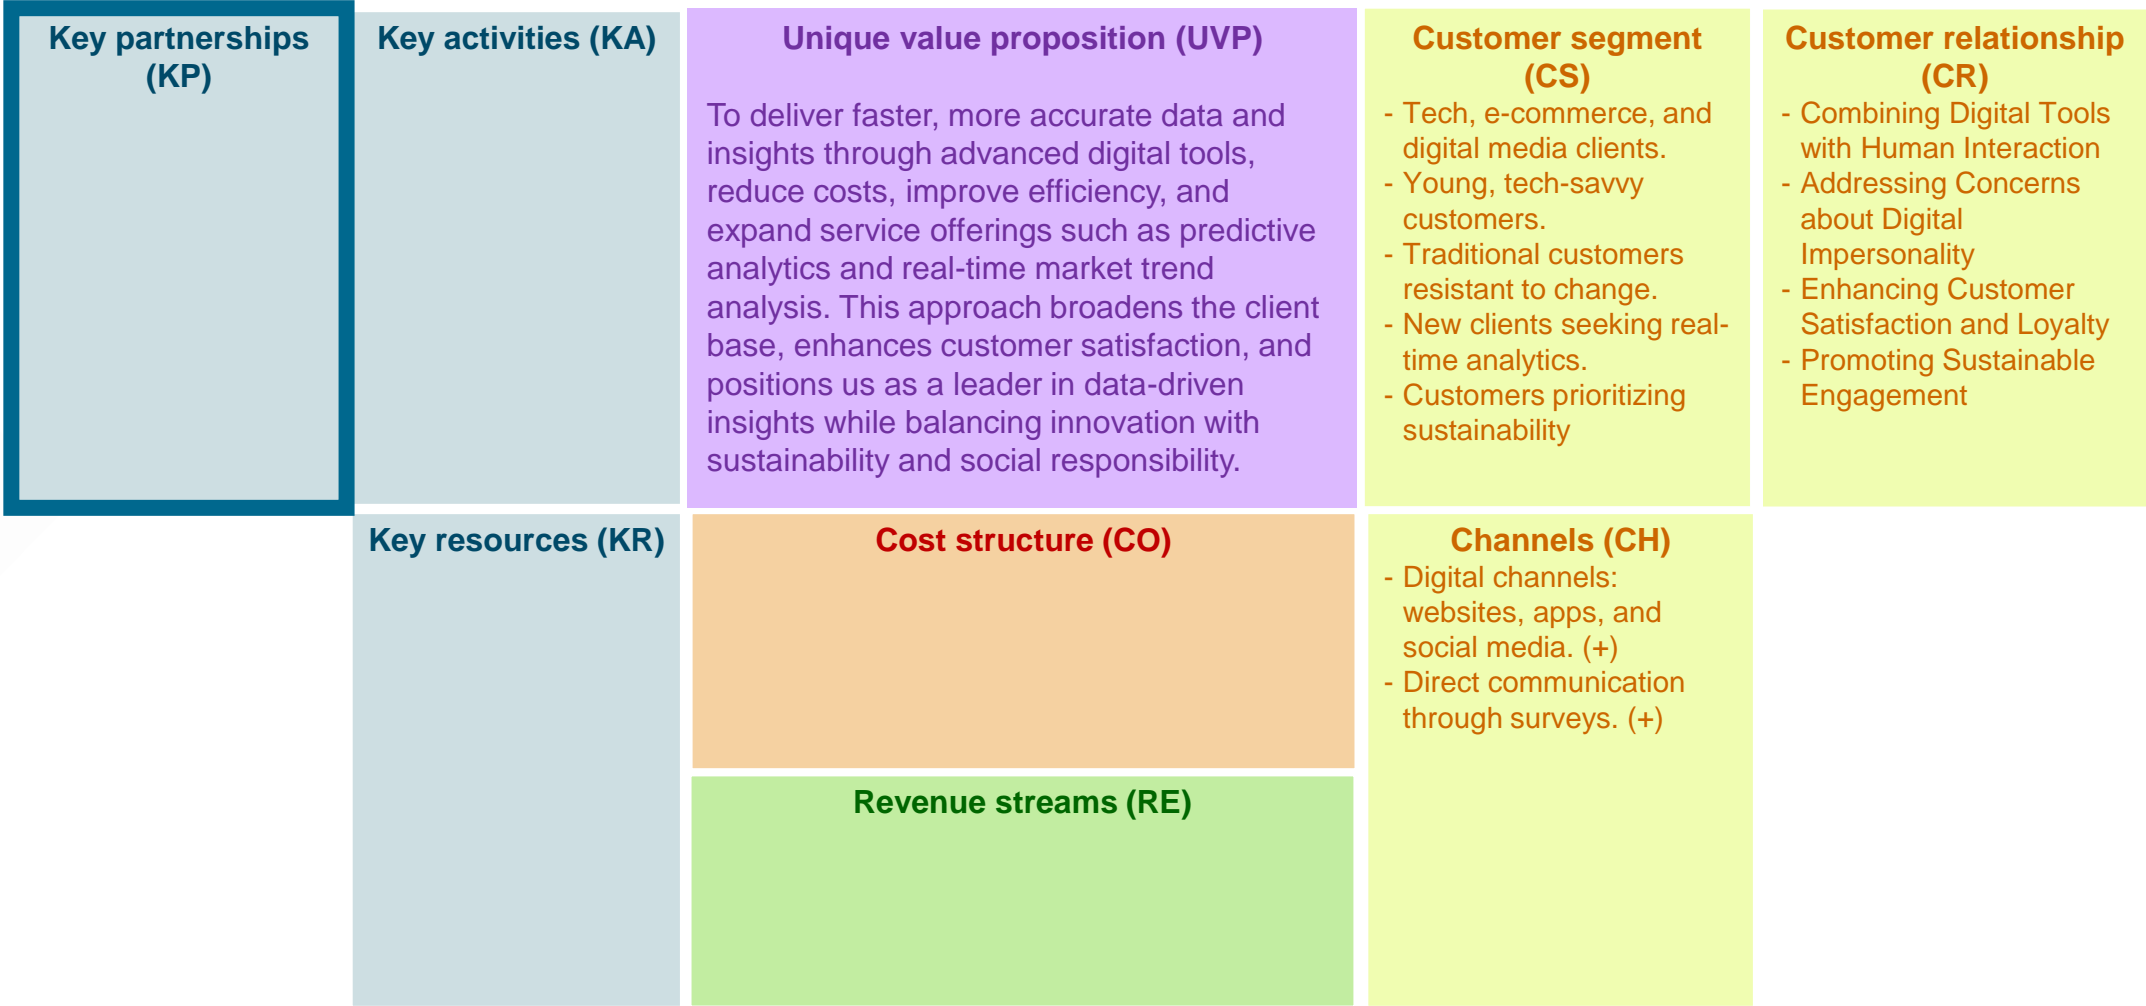 Key partnerships
(KP)
Key activities (KA)
Unique value proposition (UVP)
To deliver faster, more accurate data and
insights through advanced digital tools,
reduce costs, improve efficiency, and
expand service offerings such as predictive
analytics and real-time market trend
analysis. This approach broadens the client
base, enhances customer satisfaction, and
positions us as a leader in data-driven
insights while balancing innovation with
sustainability and social responsibility.
Customer segment
(CS)
- Tech, e-commerce, and
digital media clients.
- Young, tech-savvy
customers.
- Traditional customers
resistant to change.
- New clients seeking real-
time analytics.
- Customers prioritizing
sustainability
Customer relationship
(CR)
- Combining Digital Tools
with Human Interaction
- Addressing Concerns
about Digital
Impersonality
- Enhancing Customer
Satisfaction and Loyalty
- Promoting Sustainable
Engagement
Key resources (KR)
Cost structure (CO)
Revenue streams (RE)
Channels (CH)
- Digital channels:
websites, apps, and
social media. (+)
- Direct communication
through surveys. (+)